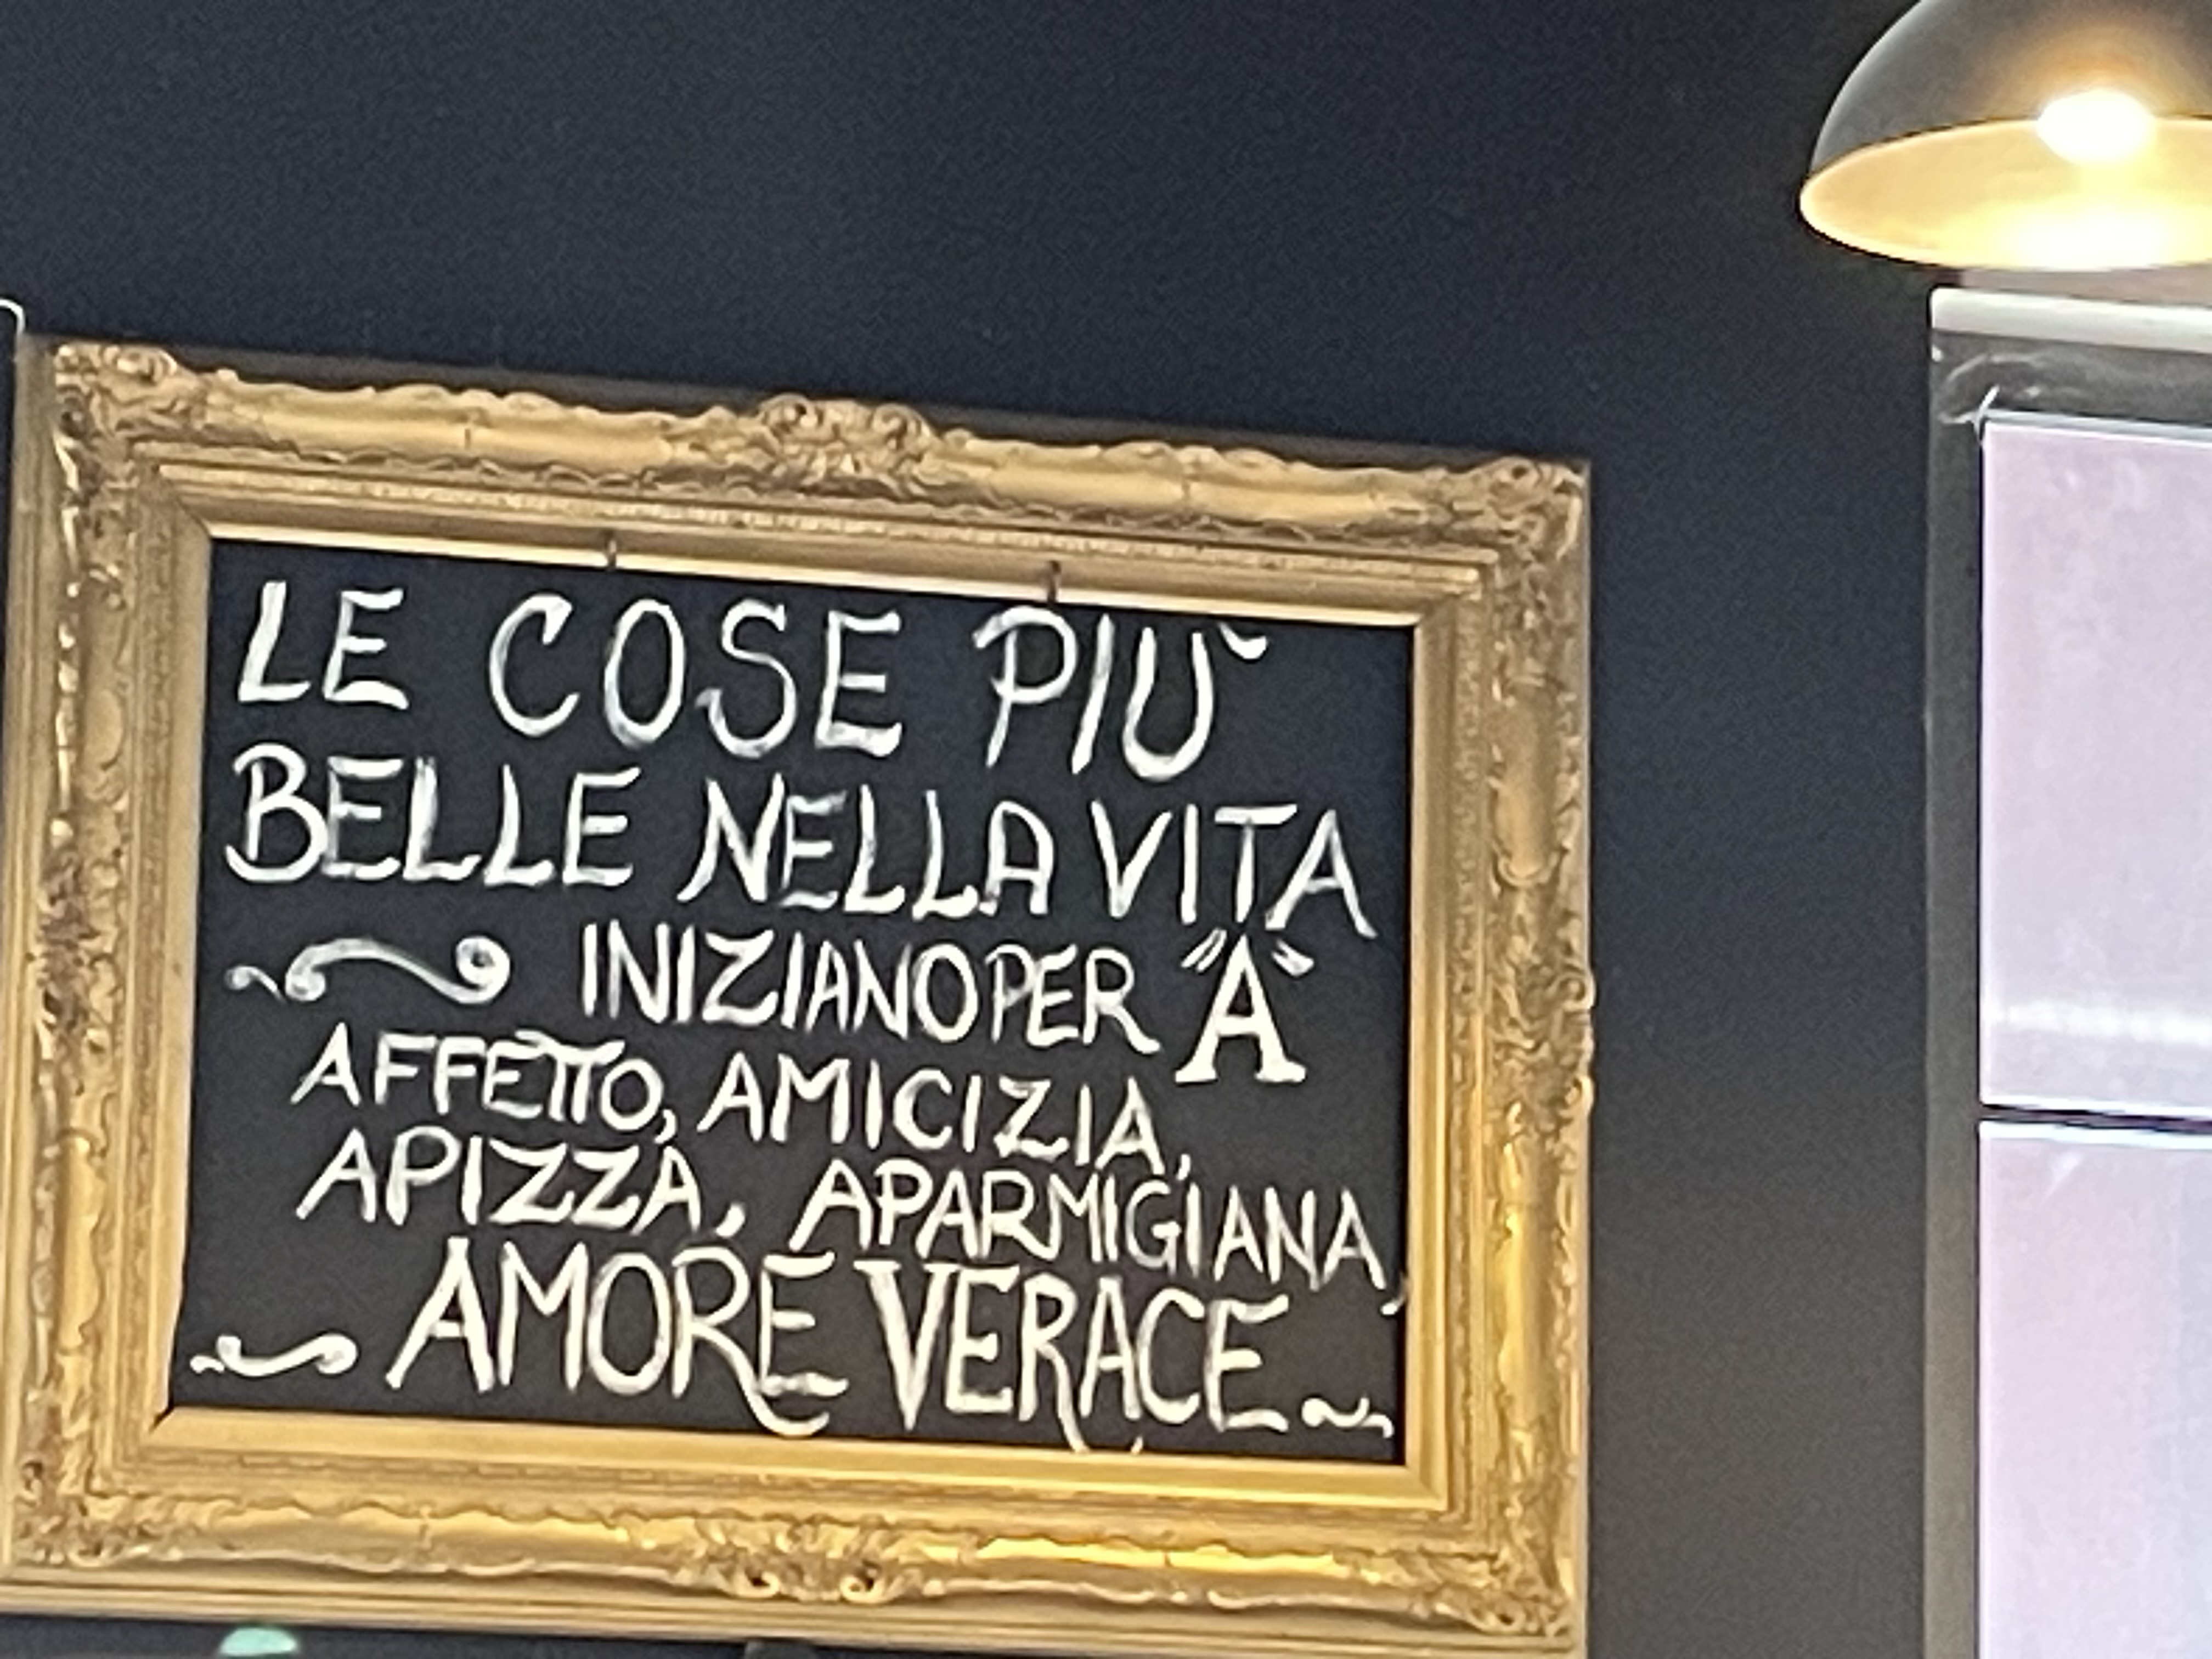 LE COSE PIÙ
BELLE NELLA VITA
INIZIANO PER "A"
AFFETTO, AMICIZIA,
APIZZA, APARMIGIANA,
AMORE VERACE